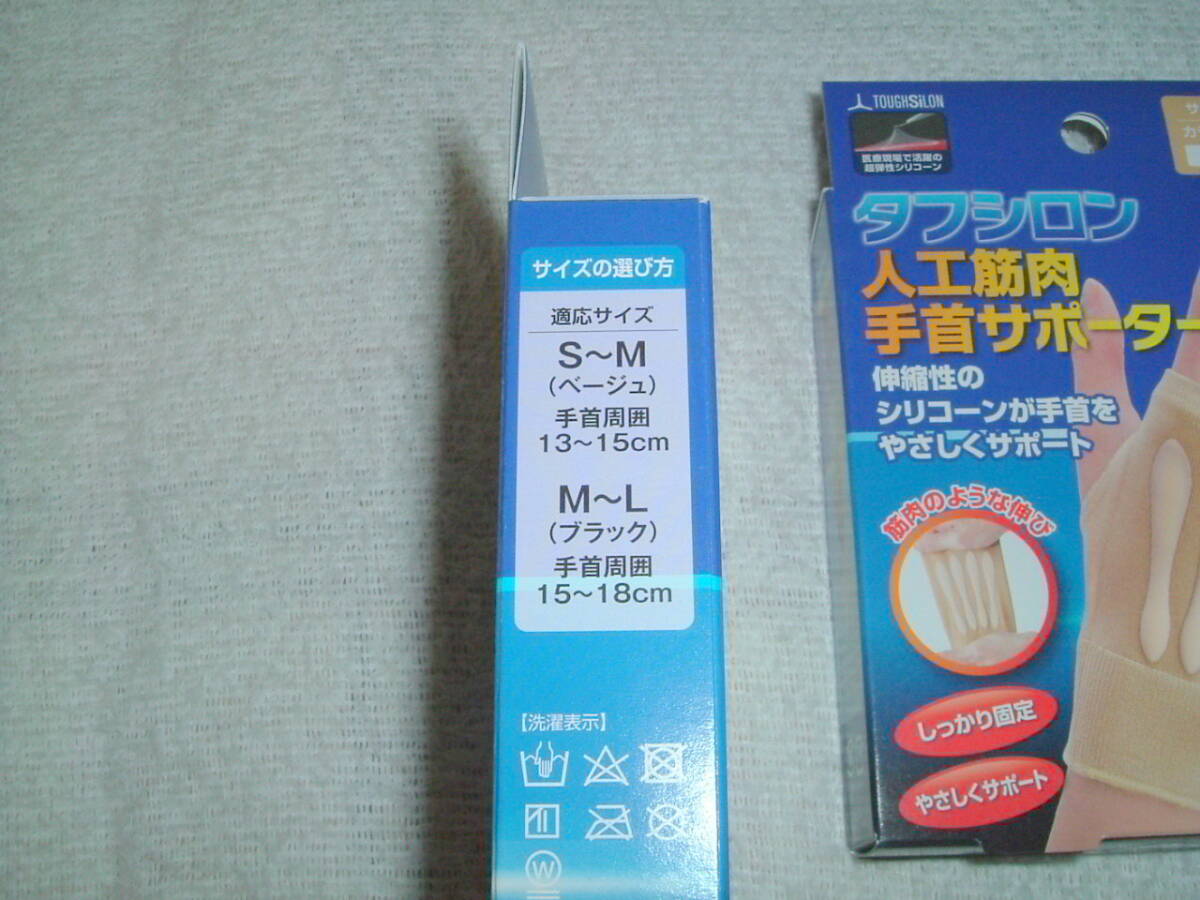 サイズの選び方
適応サイズ
S～M
（ベージュ）
手首周囲
13～15cm
M～L
（ブラック）
手首周囲
15～18cm
【洗濯表示】
W
TOUGHSiLON
医療現場で活躍の
超弾性シリコーン
タフシロン
人工筋肉
手首サポーター
伸縮性の
シリコーンが手首を
やさしくサポート
筋肉のような伸び
しっかり固定
やさしくサポート
サ
カ